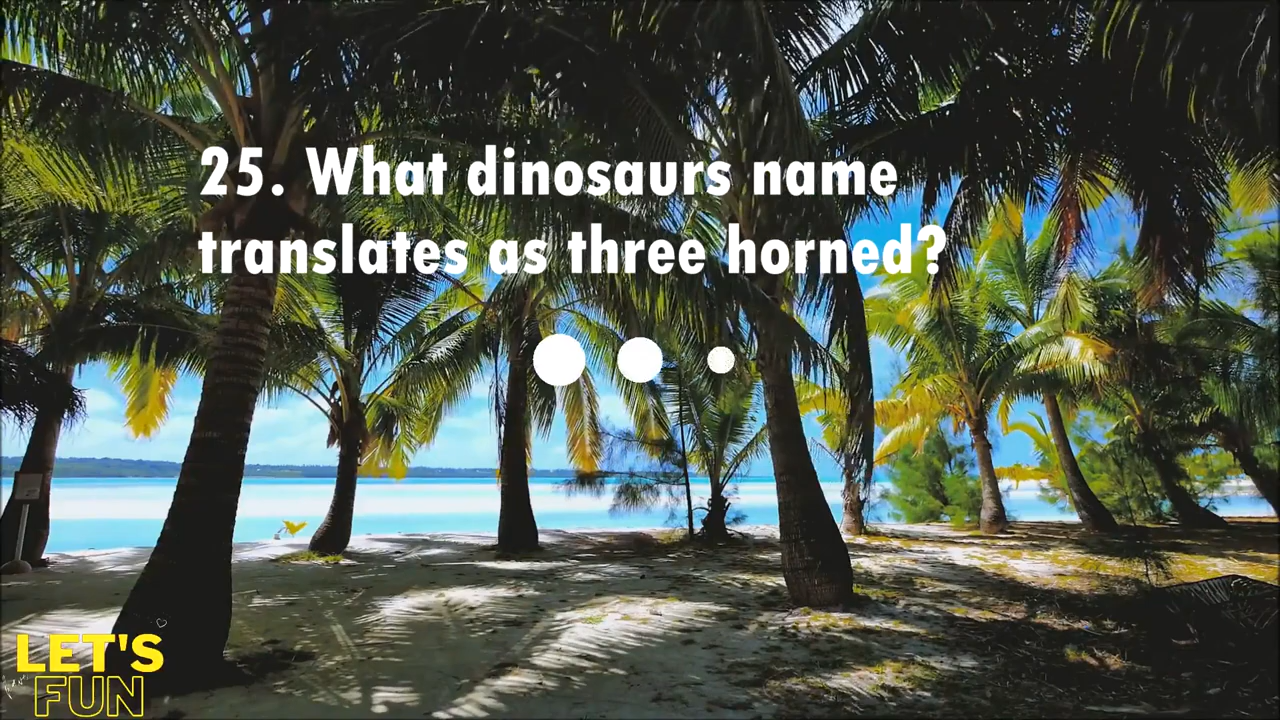 25. What dinosaurs name
translates as three horned?
LET'S
FUN